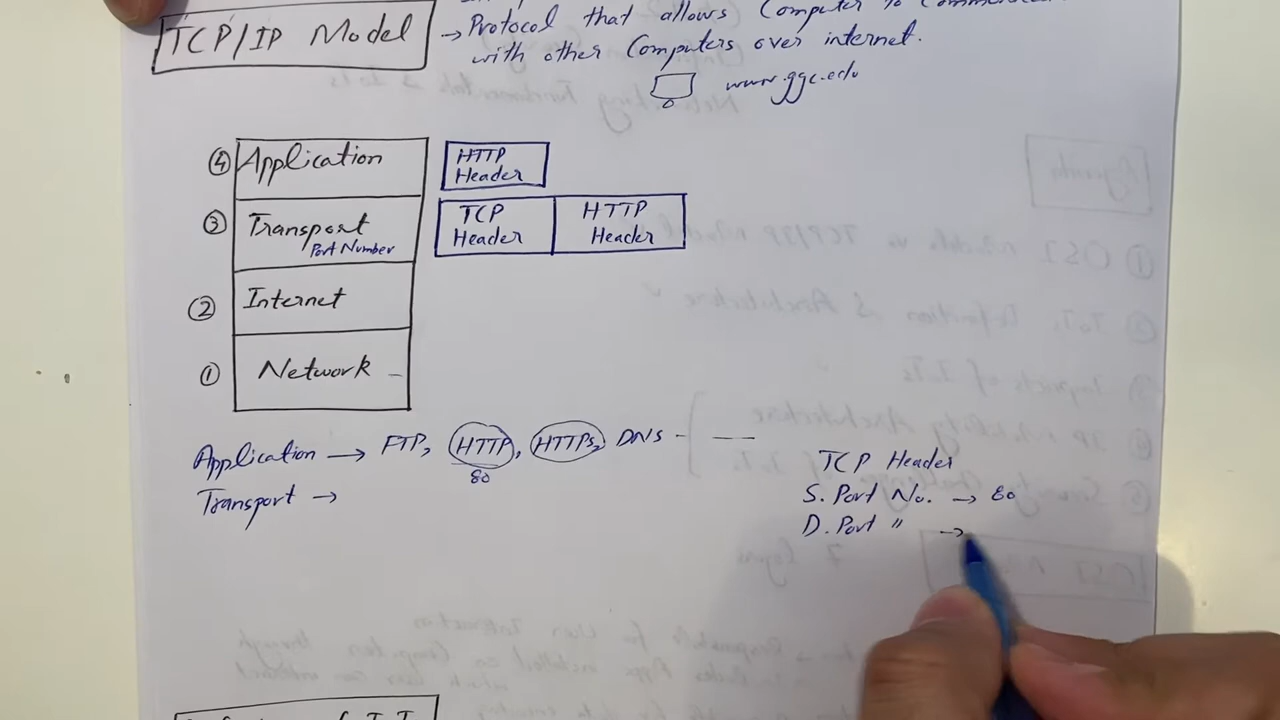 TCP/IP Model
→ Protocol that allows Computer to
with other Computers over internet.
www.ggc.edu
④ Application
HTTP
Header
③ Transport
Port Number
TCP
Header
HTTP
Header
② Internet
① Network
Application → FTP, HTTP, HTTPs, DNS - —
80
Transport →
TCP Header
S. Port No. → 80
D. Port " →